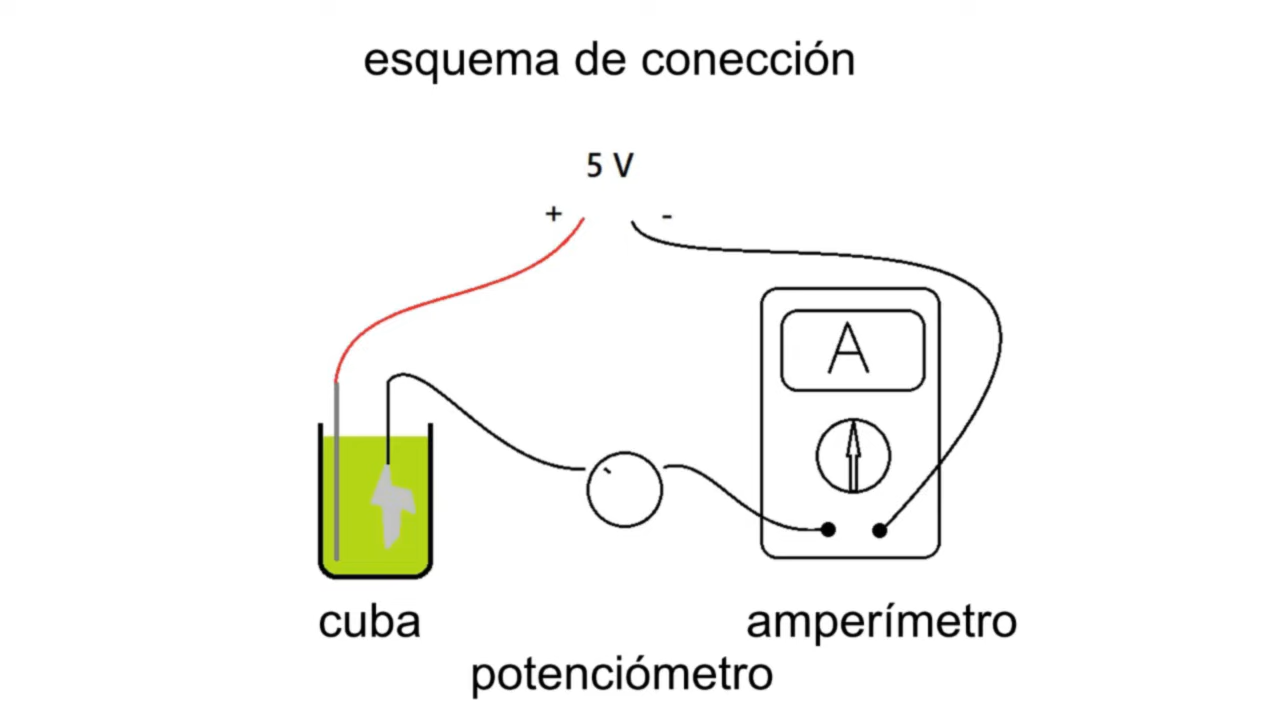 esquema de conección
5 V
+ -
A
cuba
amperímetro
potenciómetro